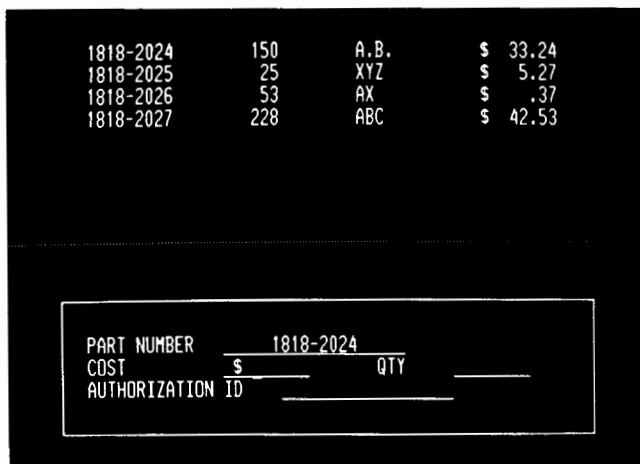 1818-2024 150 A.B. $ 33.24
1818-2025 25 XYZ $ 5.27
1818-2026 53 AX $ .37
1818-2027 228 ABC $ 42.53
PART NUMBER 1818-2024
COST $ QTY
AUTHORIZATION ID